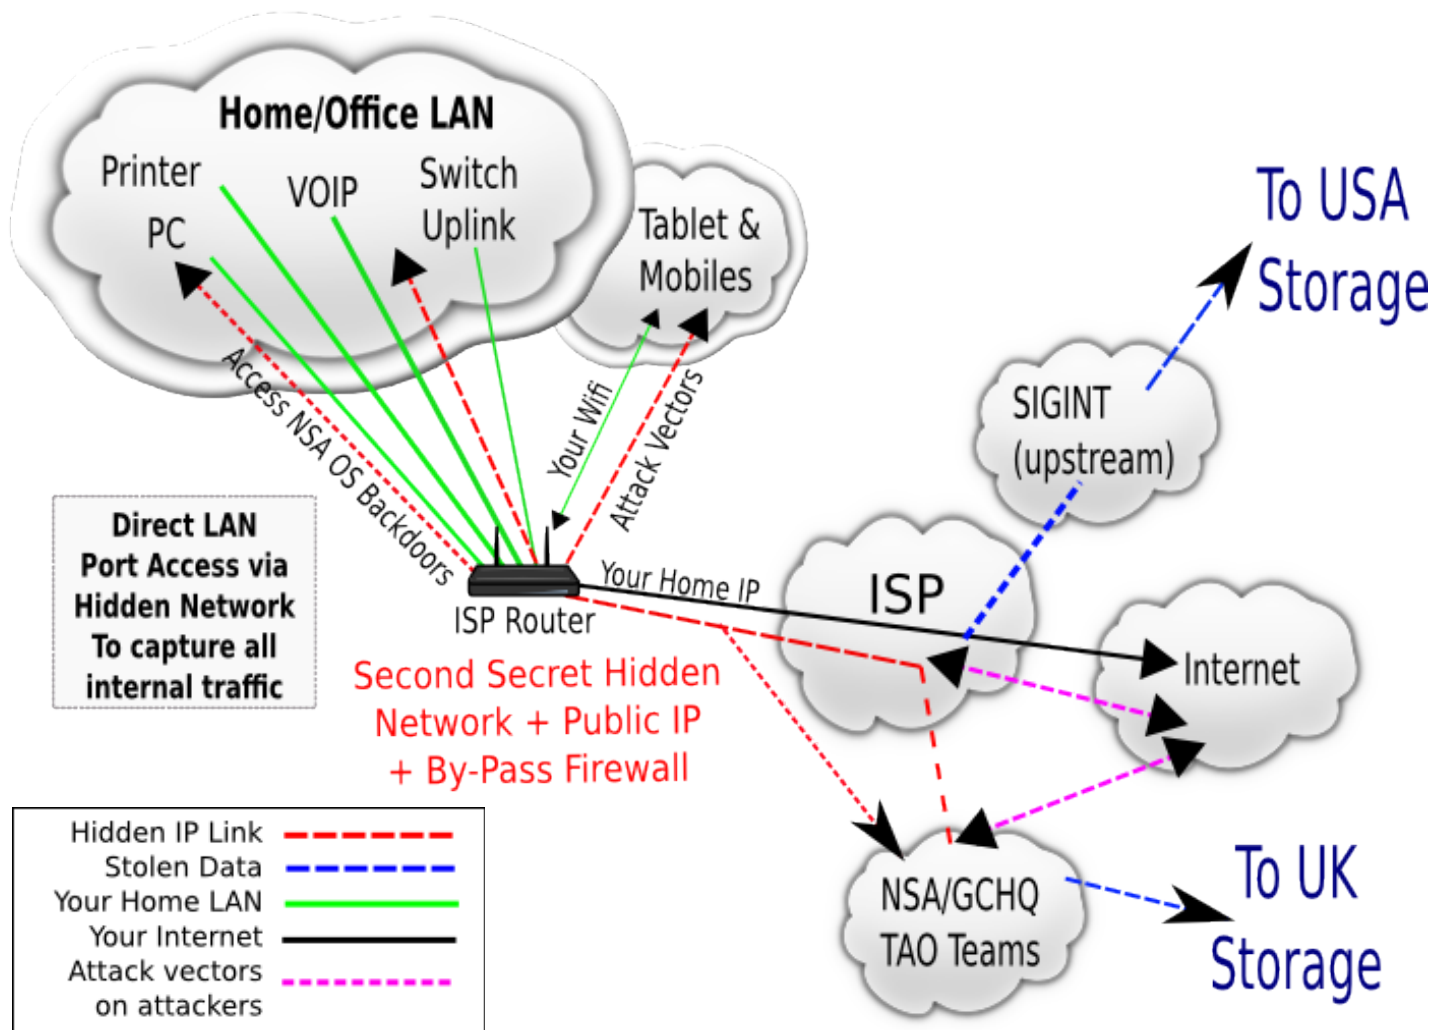 Home/Office LAN
Printer
VOIP
Switch
Uplink
PC
Tablet &
Mobiles
To USA
Storage
SIGINT
(upstream)
Access NSA OS Backdoors
Your Wifi
Attack Vectors
Direct LAN
Port Access via
Hidden Network
To capture all
internal traffic
ISP Router
Your Home IP
ISP
Internet
Second Secret Hidden
Network + Public IP
+ By-Pass Firewall
NSA/GCHQ
TAO Teams
To UK
Storage
Hidden IP Link
Stolen Data
Your Home LAN
Your Internet
Attack vectors
on attackers